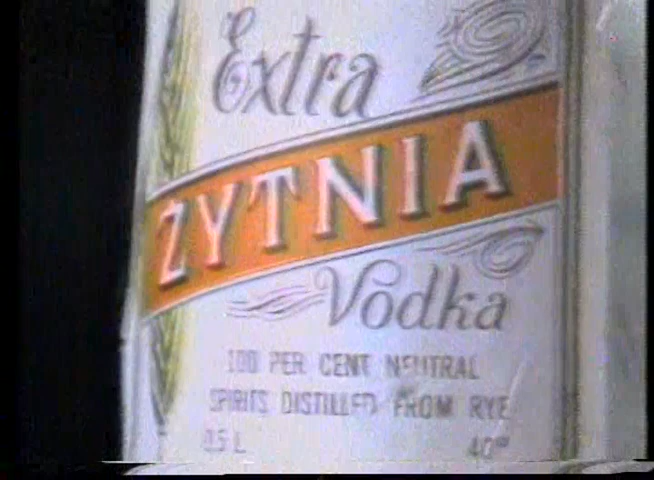 Extra
ZYTNIA
Vodka
100 PER CENT NEUTRAL
SPIRITS DISTILLED FROM RYE
0.5 L 40°